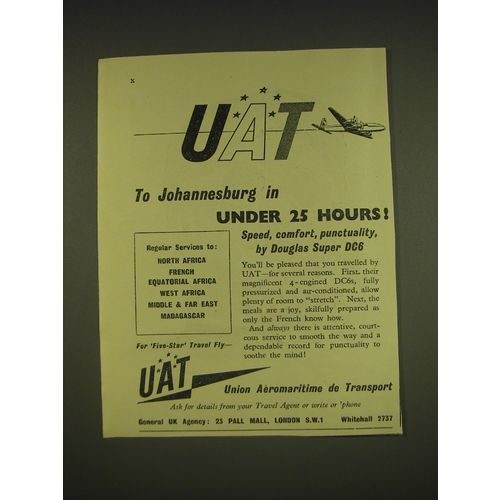 x
UAT
To Johannesburg in
UNDER 25 HOURS!
Speed, comfort, punctuality,
by Douglas Super DC6
Regular Services to:
NORTH AFRICA
FRENCH
EQUATORIAL AFRICA
WEST AFRICA
MIDDLE & FAR EAST
MADAGASCAR
You'll be pleased that you travelled by
UAT—for several reasons. First, their
magnificent 4-engined DC6s, fully
pressurized and air-conditioned, allow
plenty of room to "stretch". Next, the
meals are a joy, skilfully prepared as
only the French know how.
And always there is attentive, court-
eous service to smooth the way and a
dependable record for punctuality to
soothe the mind!
For 'Five-Star' Travel Fly—
UAT
Union Aéromaritime de Transport
Ask for details from your Travel Agent or write or 'phone
General UK Agency: 25 PALL MALL, LONDON S.W.1 Whitehall 2737